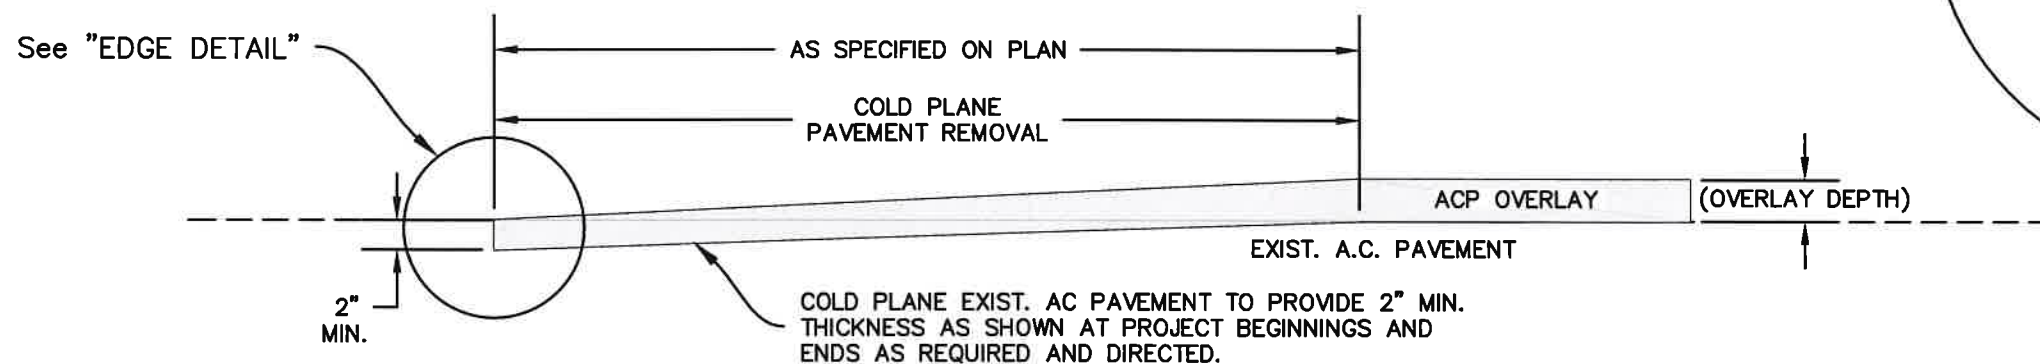 See "EDGE DETAIL"
AS SPECIFIED ON PLAN
COLD PLANE
PAVEMENT REMOVAL
ACP OVERLAY
(OVERLAY DEPTH)
EXIST. A.C. PAVEMENT
2"
MIN.
COLD PLANE EXIST. AC PAVEMENT TO PROVIDE 2" MIN.
THICKNESS AS SHOWN AT PROJECT BEGINNINGS AND
ENDS AS REQUIRED AND DIRECTED.